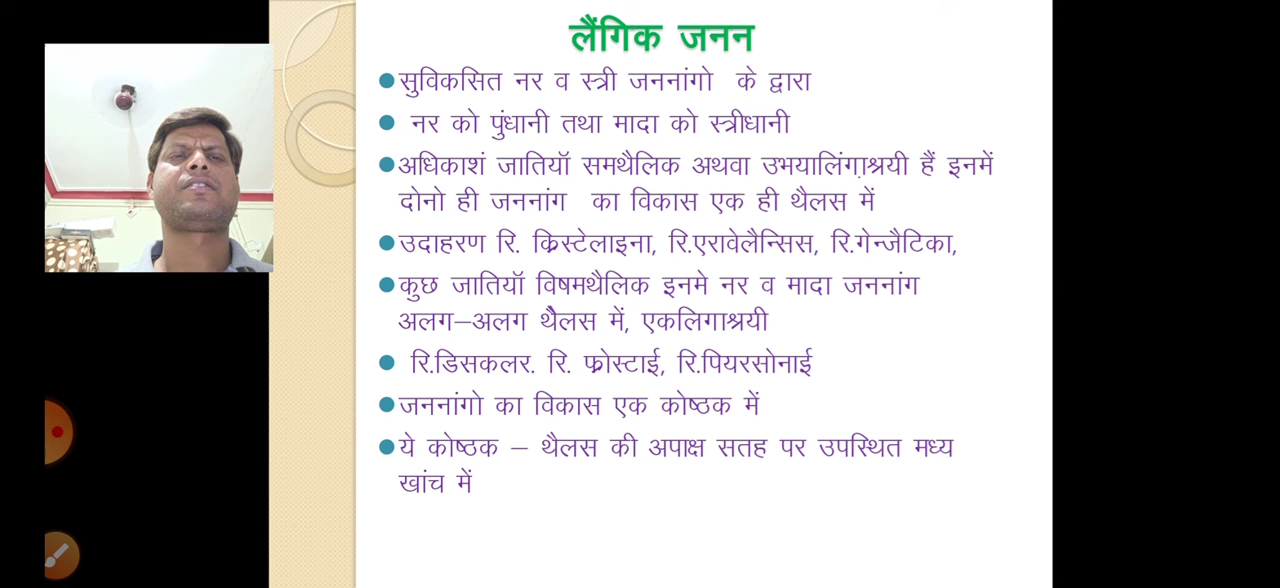 लैंगिक जनन
सुविकसित नर व स्त्री जननांगो के द्वारा
नर को पुंधानी तथा मादा को स्त्रीधानी
अधिकाशं जातियॉ समथैलिक अथवा उभयालिंगा़श्रयी हैं इनमें
दोनो ही जननांग का विकास एक ही थैलस में
उदाहरण रि. क्रिस्टेलाइना, रि.एरावेलैन्सिस, रि.गेन्जैटिका,
कुछ जातियॉ विषमथैलिक इनमे नर व मादा जननांग
अलग–अलग थैलस में, एकलिगाश्रयी
रि.डिसकलर. रि. फ्रोस्टाई, रि.पियरसोनाई
जननांगो का विकास एक कोष्ठक में
ये कोष्ठक – थैलस की अपाक्ष सतह पर उपस्थित मध्य
खांच में